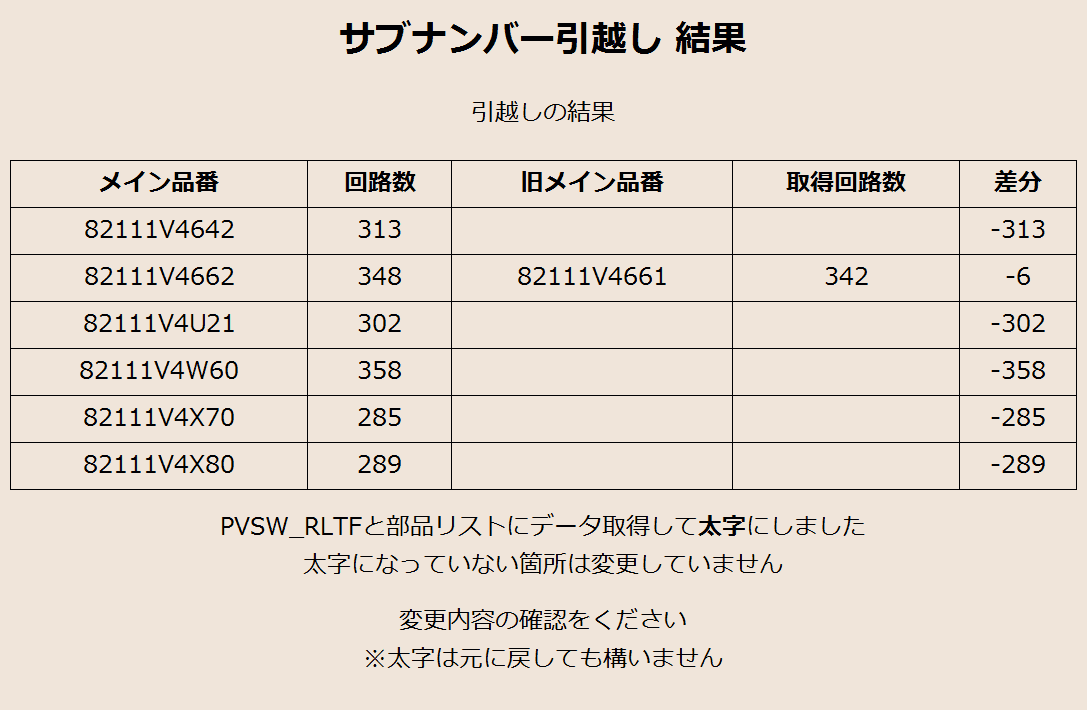 サブナンバー引越し 結果
引越しの結果
メイン品番 回路数 旧メイン品番 取得回路数 差分
82111V4642 313 -313
82111V4662 348 82111V4661 342 -6
82111V4U21 302 -302
82111V4W60 358 -358
82111V4X70 285 -285
82111V4X80 289 -289
PVSW_RLTFと部品リストにデータ取得して太字にしました
太字になっていない箇所は変更していません
変更内容の確認をください
※太字は元に戻しても構いません